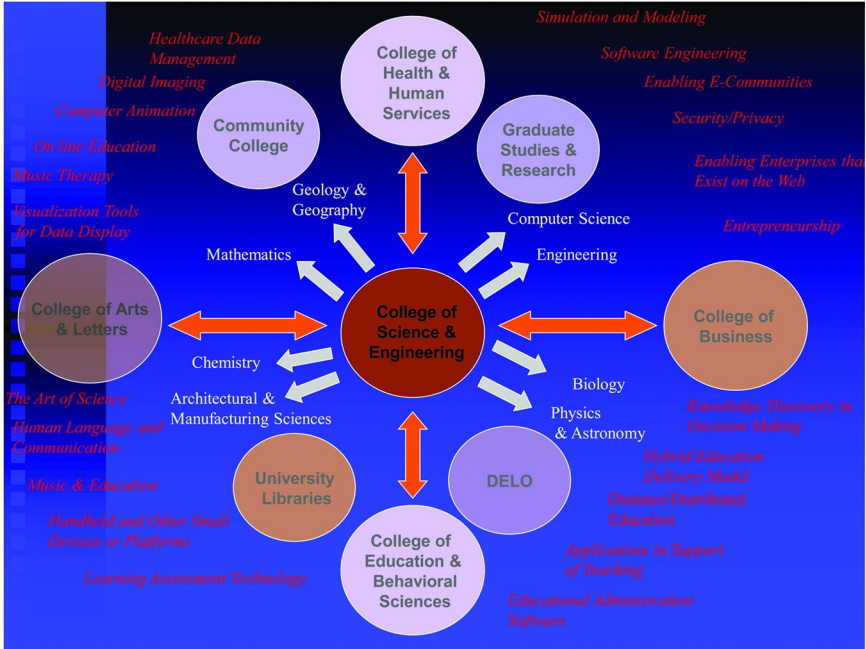 Simulation and Modeling
Healthcare Data
Management
College of
Health &
Human
Services
Software Engineering
Digital Imaging
Enabling E-Communities
Computer Animation
Community
College
Graduate
Studies &
Research
Security/Privacy
On line Education
Enabling Enterprises that
Exist on the Web
Music Therapy
Geology &
Geography
Visualization Tools
for Data Display
Computer Science
Entrepreneurship
Mathematics
Engineering
College of Arts
& Letters
College of
Science &
Engineering
College of
Business
Chemistry
Biology
Architectural &
Manufacturing Sciences
Physics
& Astronomy
The Art of Science
Knowledge Discovery in
Decision Making
Human Language and
Communication
Hybrid Education
Delivery Model
University
Libraries
DELO
Music & Education
Distance/Distributed
Education
Handheld and Other Small
Devices or Platforms
College of
Education &
Behavioral
Sciences
Applications in Support
of Teaching
Learning Assessment Technology
Educational Administration
Software